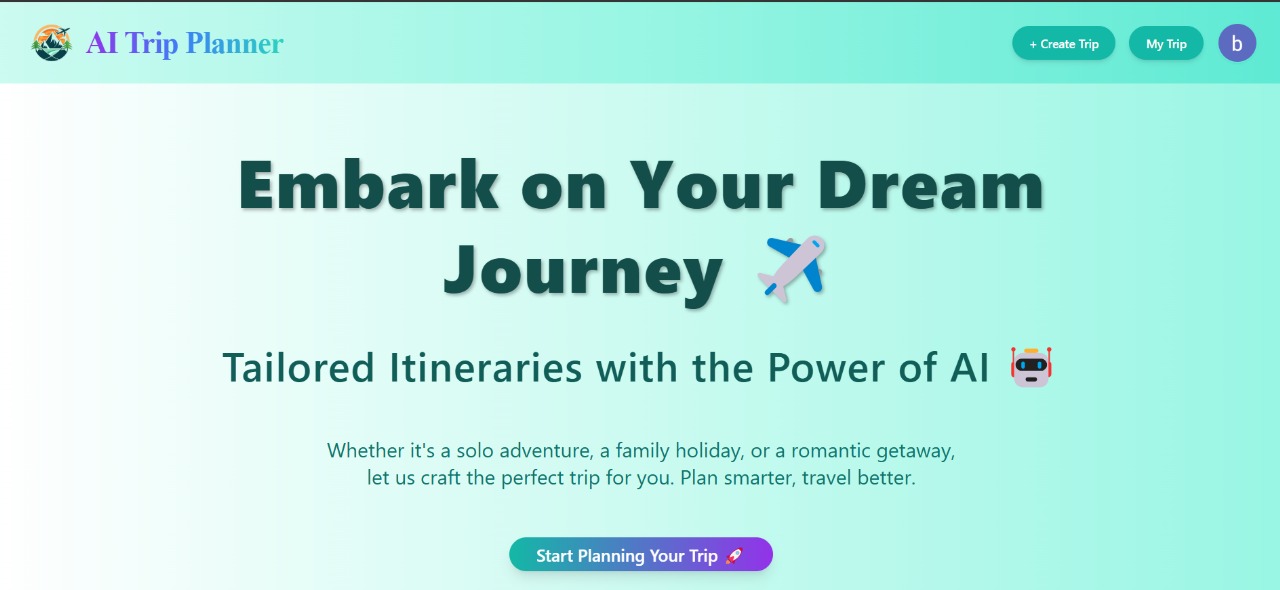 AI Trip Planner
+ Create Trip
My Trip
b
Embark on Your Dream
Journey ✈️
Tailored Itineraries with the Power of AI 🤖
Whether it's a solo adventure, a family holiday, or a romantic getaway,
let us craft the perfect trip for you. Plan smarter, travel better.
Start Planning Your Trip 🚀